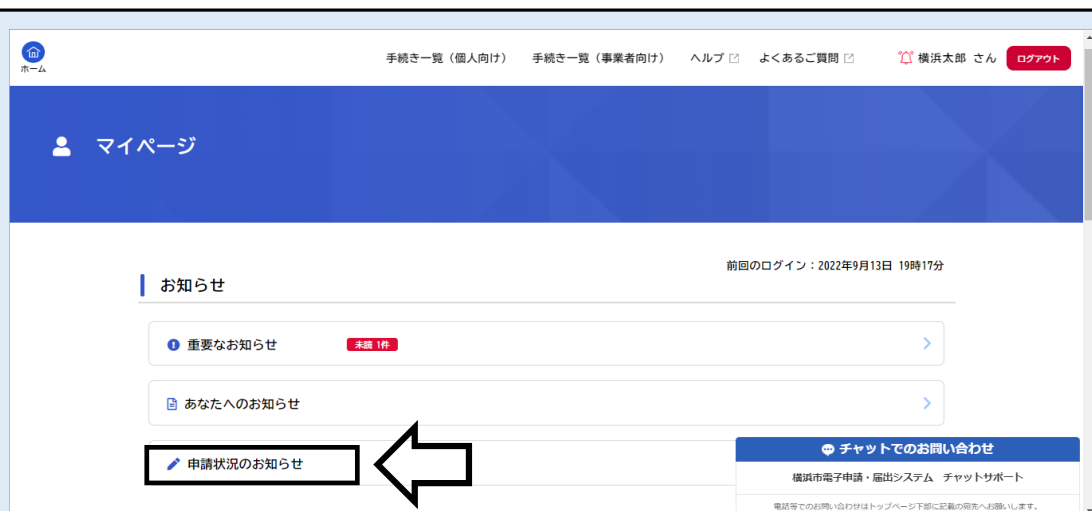 ホーム
手続き一覧（個人向け） 手続き一覧（事業者向け） ヘルプ よくあるご質問 横浜太郎 さん ログアウト
マイページ
前回のログイン：2022年9月13日 19時17分
お知らせ
重要なお知らせ 未読 1件
あなたへのお知らせ
申請状況のお知らせ
チャットでのお問い合わせ
横浜市電子申請・届出システム チャットサポート
電話等でのお問い合わせはトップページ下部に記載の宛先へお願いします。